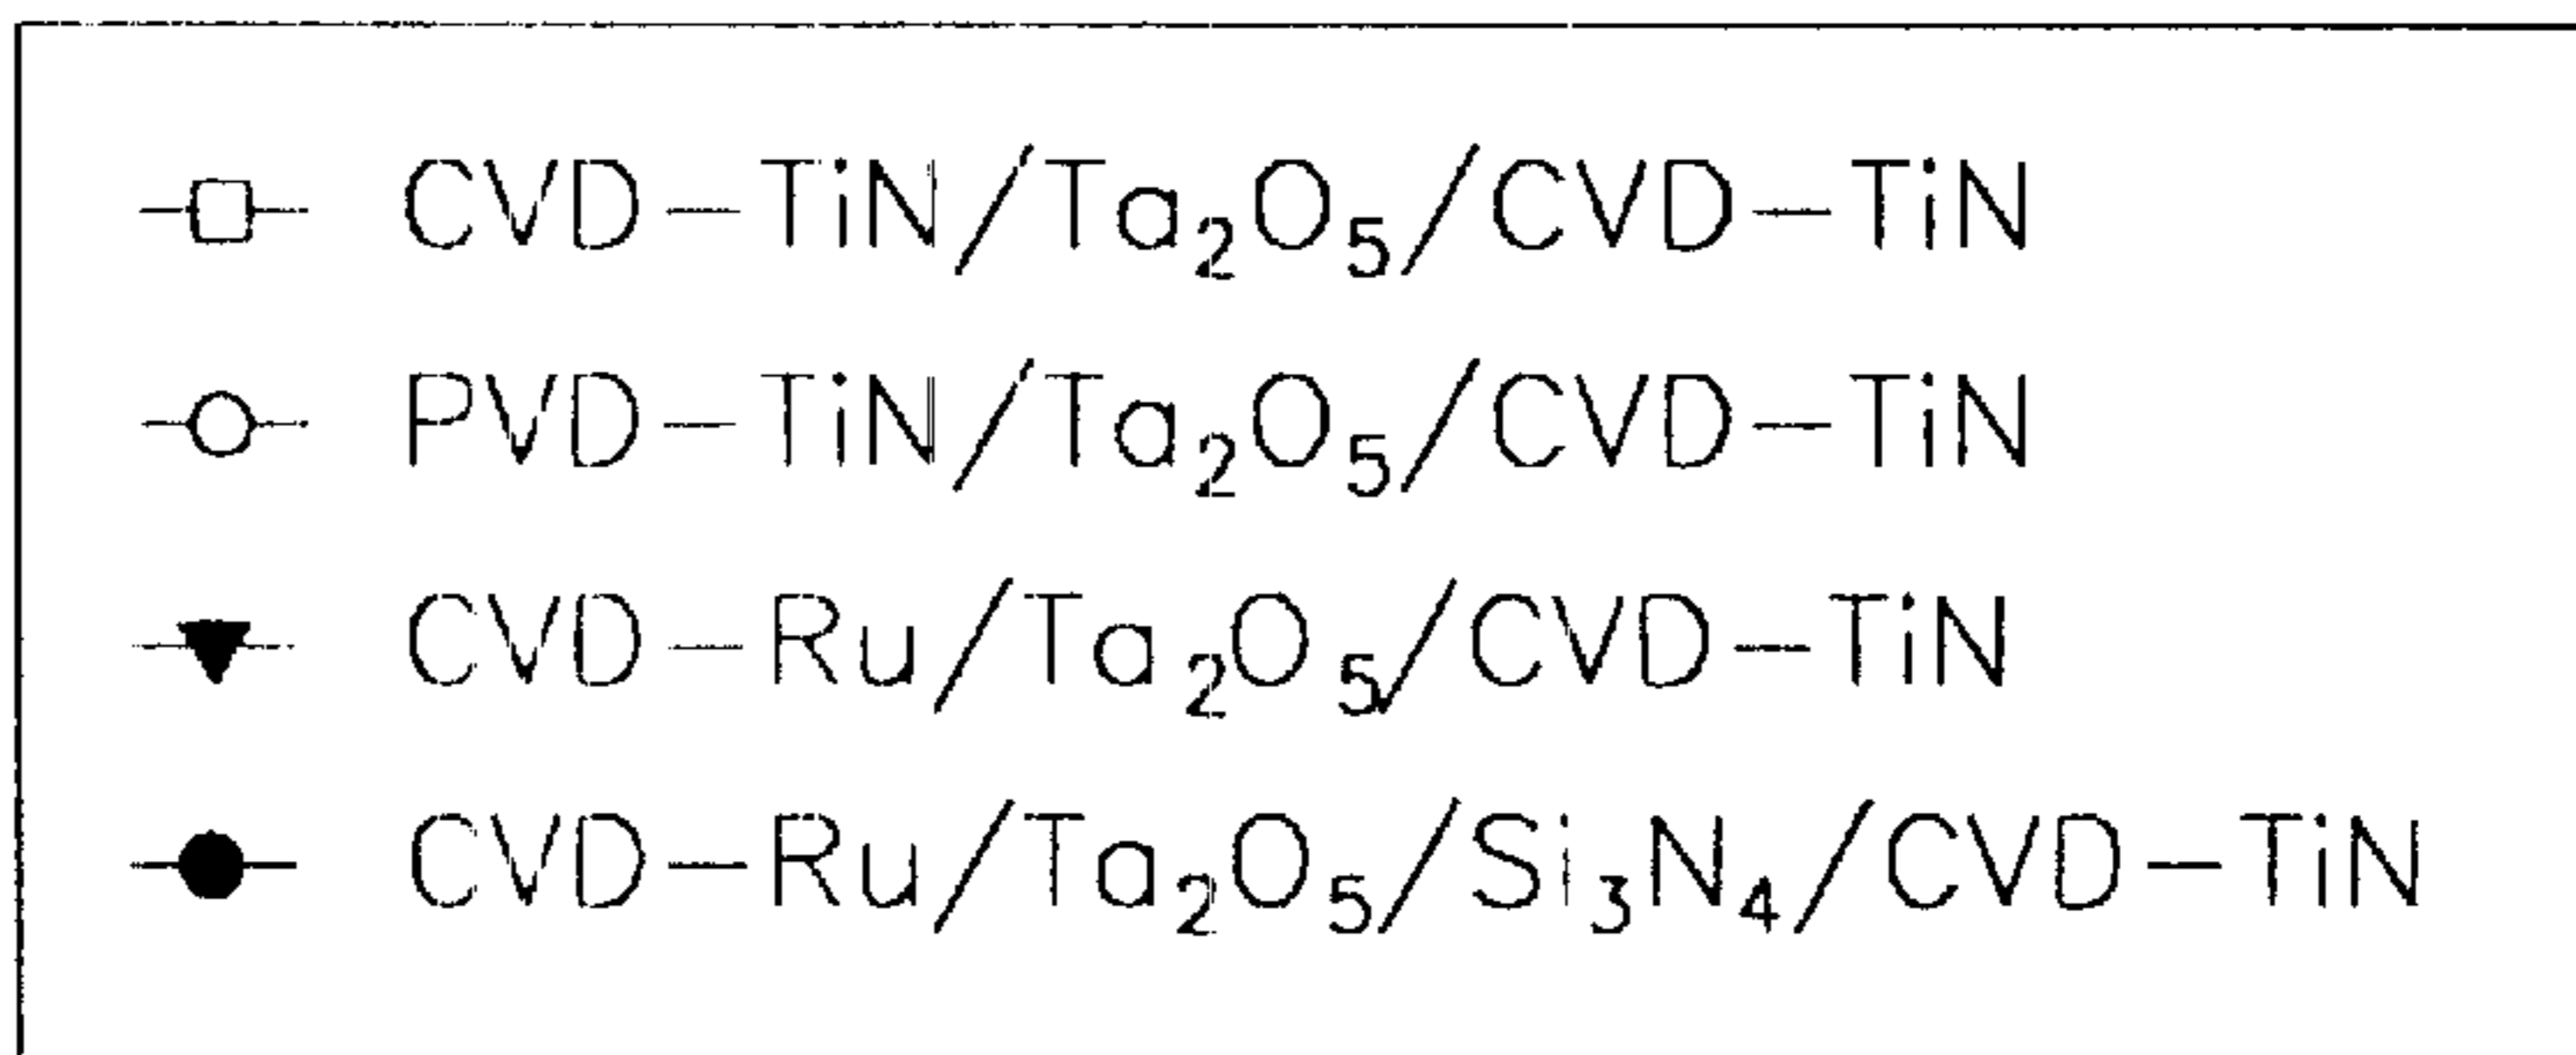 CVD-TiN/Ta₂O₅/CVD-TiN
PVD-TiN/Ta₂O₅/CVD-TiN
CVD-Ru/Ta₂O₅/CVD-TiN
CVD-Ru/Ta₂O₅/Si₃N₄/CVD-TiN